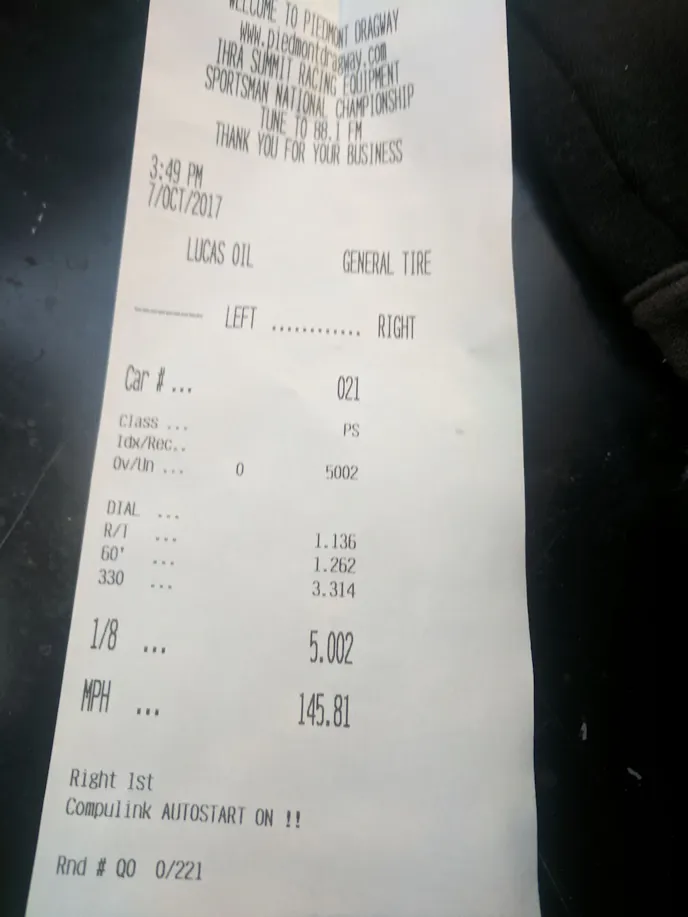 WELCOME TO PIEDMONT DRAGWAY
www.piedmontdragway.com
IHRA SUMMIT RACING EQUIPMENT
SPORTSMAN NATIONAL CHAMPIONSHIP
TUNE TO 88.1 FM
THANK YOU FOR YOUR BUSINESS
3:49 PM
7/OCT/2017
LUCAS OIL GENERAL TIRE
-------- LEFT ............ RIGHT
Car # ... 021
Class ... PS
Idx/Rec..
Ov/Un ... 0 5002
DIAL ...
R/T ... 1.136
60' ... 1.262
330 ... 3.314
1/8 ... 5.002
MPH ... 145.81
Right 1st
Compulink AUTOSTART ON !!
Rnd # Q0 0/221